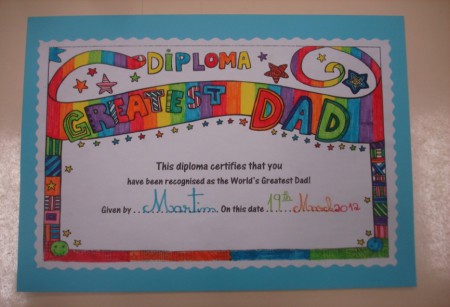 DIPLOMA
GREATEST DAD
This diploma certifies that you
have been recognised as the World's Greatest Dad!
Given by . . Martim . On this date . 19th . March 2012